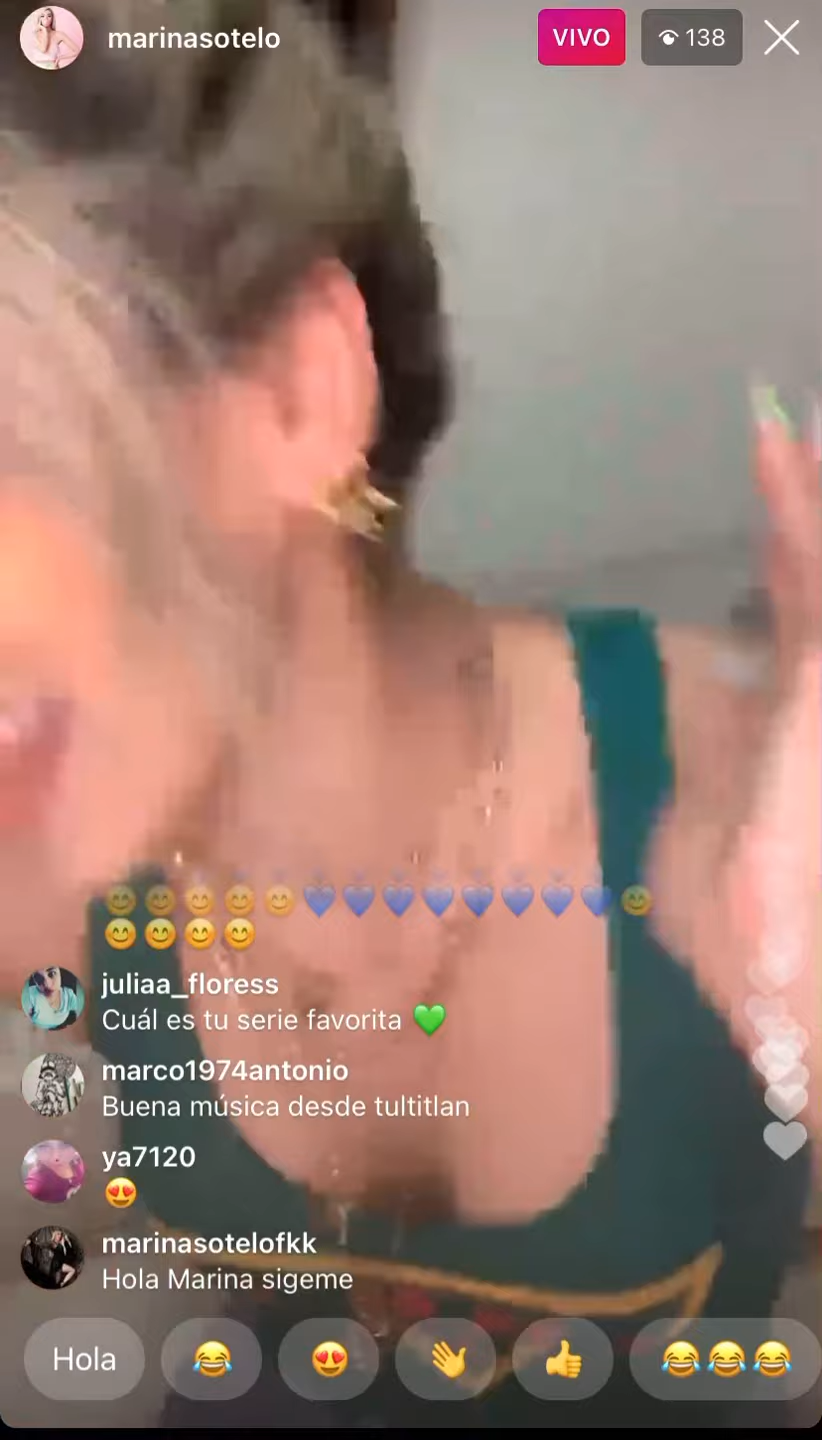 marinasotelo
VIVO
138
😊😊😊😊😊💙💙💙💙💙💙💙💙😊
😊😊😊😊
juliaa_floress
Cuál es tu serie favorita 💚
marco1974antonio
Buena música desde tultitlan
ya7120
😍
marinasotelofkk
Hola Marina sigeme
Hola 😂 😍 👋 👍 😂😂😂